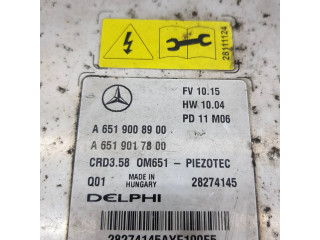 28111124
FV 10.15
HW 10.04
PD 11 M06
A 651 900 89 00
A 651 901 78 00
CRD3.58 OM651 - PIEZOTEC
Q01 MADE IN HUNGARY 28274145
DELPHI